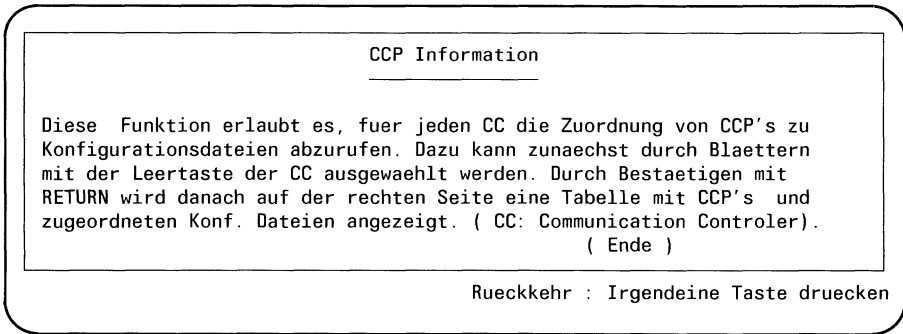 CCP Information
Diese Funktion erlaubt es, fuer jeden CC die Zuordnung von CCP's zu
Konfigurationsdateien abzurufen. Dazu kann zunaechst durch Blaettern
mit der Leertaste der CC ausgewaehlt werden. Durch Bestaetigen mit
RETURN wird danach auf der rechten Seite eine Tabelle mit CCP's und
zugeordneten Konf. Dateien angezeigt. ( CC: Communication Controler).
( Ende )
Rueckkehr : Irgendeine Taste druecken